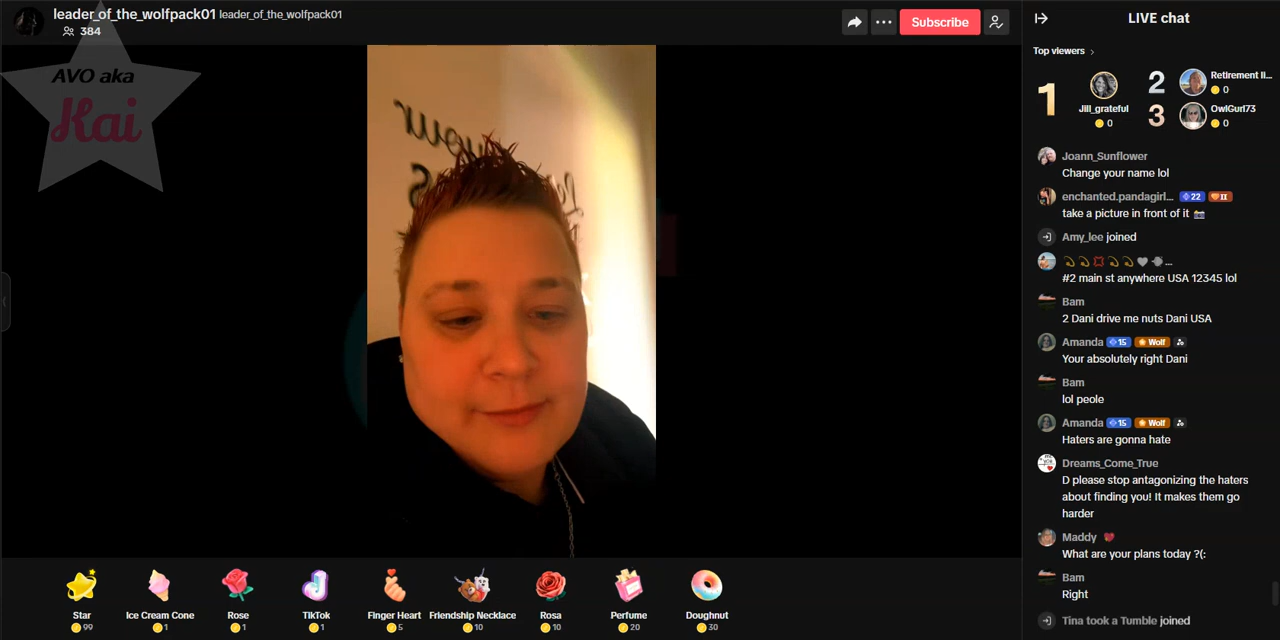 leader_of_the_wolfpack01 leader_of_the_wolfpack01
384
Subscribe
AVO aka
Kai
your
LIVE chat
Top viewers
1
Jill_grateful
0
2
Retirement li...
0
3
OwlGurl73
0
Joann_Sunflower
Change your name lol
enchanted.pandagirl... 22 II
take a picture in front of it
Amy_lee joined
...
#2 main st anywhere USA 12345 lol
Bam
2 Dani drive me nuts Dani USA
Amanda 15 Wolf
Your absolutely right Dani
Bam
lol peole
Amanda 15 Wolf
Haters are gonna hate
Dreams_Come_True
D please stop antagonizing the haters
about finding you! It makes them go
harder
Maddy
What are your plans today ?(:
Bam
Right
Tina took a Tumble joined
Star
99
Ice Cream Cone
1
Rose
1
TikTok
1
Finger Heart
5
Friendship Necklace
10
Rosa
10
Perfume
20
Doughnut
30